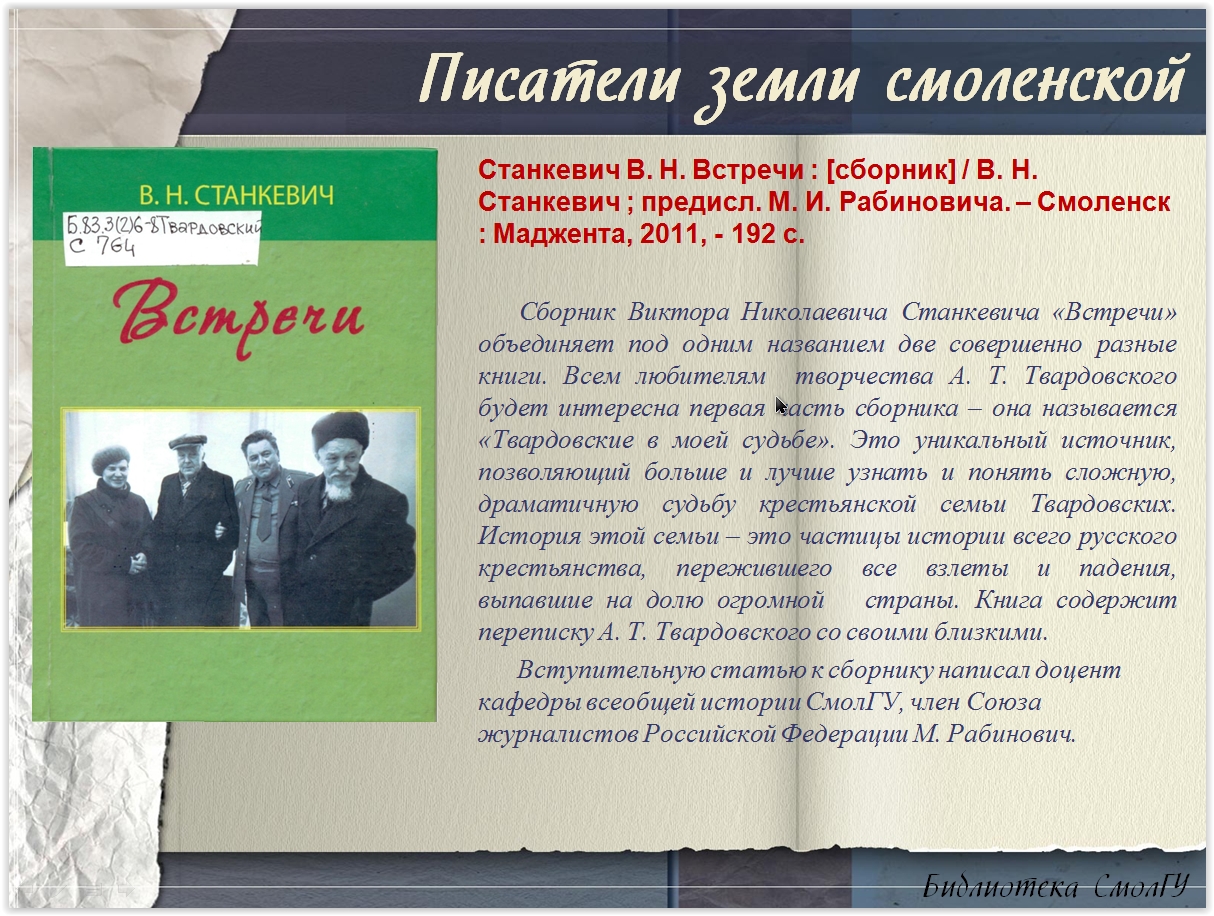 Писатели земли смоленской
В. Н. СТАНКЕВИЧ
Б.83.3(2)6-8Твардовский
С 764
Встречи
Станкевич В. Н. Встречи : [сборник] / В. Н.
Станкевич ; предисл. М. И. Рабиновича. – Смоленск
: Маджента, 2011, - 192 с.
Сборник Виктора Николаевича Станкевича «Встречи»
объединяет под одним названием две совершенно разные
книги. Всем любителям творчества А. Т. Твардовского
будет интересна первая часть сборника – она называется
«Твардовские в моей судьбе». Это уникальный источник,
позволяющий больше и лучше узнать и понять сложную,
драматичную судьбу крестьянской семьи Твардовских.
История этой семьи – это частицы истории всего русского
крестьянства, пережившего все взлеты и падения,
выпавшие на долю огромной страны. Книга содержит
переписку А. Т. Твардовского со своими близкими.
Вступительную статью к сборнику написал доцент
кафедры всеобщей истории СмолГУ, член Союза
журналистов Российской Федерации М. Рабинович.
Библиотека СмолГУ